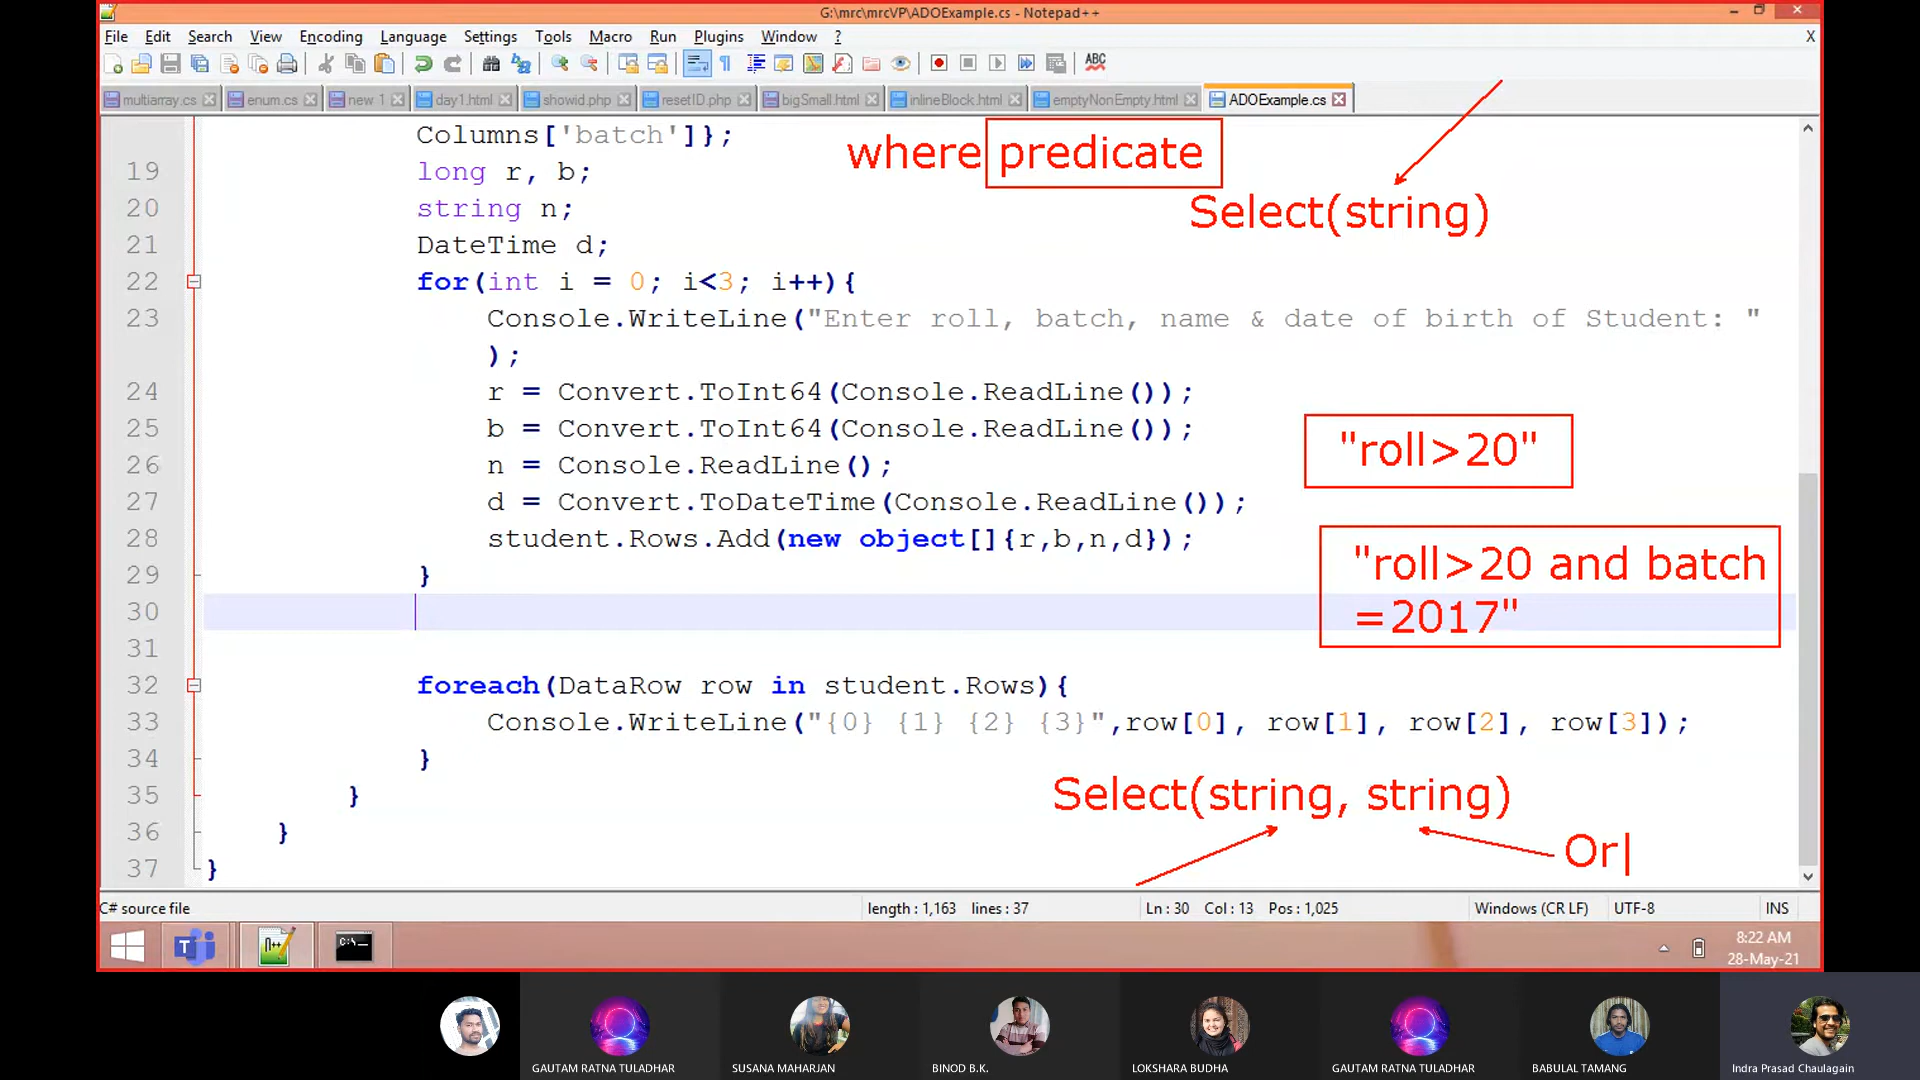 G:\mrc\mrcVP\ADOExample.cs - Notepad++
File Edit Search View Encoding Language Settings Tools Macro Run Plugins Window ? X
ABC
multiarray.cs enum.cs new 1 day1.html showid.php resetID.php bigSmall.html inlineBlock.html emptyNonEmpty.html ADOExample.cs
Columns['batch']};
where predicate
19 long r, b;
Select(string)
20 string n;
21 DateTime d;
22 for(int i = 0; i<3; i++){
23 Console.WriteLine("Enter roll, batch, name & date of birth of Student: "
);
24 r = Convert.ToInt64(Console.ReadLine());
25 b = Convert.ToInt64(Console.ReadLine());
"roll>20"
26 n = Console.ReadLine();
27 d = Convert.ToDateTime(Console.ReadLine());
28 student.Rows.Add(new object[]{r,b,n,d});
"roll>20 and batch
=2017"
29 }
30
31
32 foreach(DataRow row in student.Rows){
33 Console.WriteLine("{0} {1} {2} {3}",row[0], row[1], row[2], row[3]);
34 }
35 }
Select(string, string)
36 }
Or
37 }
C# source file length : 1,163 lines : 37 Ln : 30 Col : 13 Pos : 1,025 Windows (CR LF) UTF-8 INS
T N++ C:\ 8:22 AM
28-May-21
GAUTAM RATNA TULADHAR SUSANA MAHARJAN BINOD B.K. LOKSHARA BUDHA GAUTAM RATNA TULADHAR BABULAL TAMANG Indra Prasad Chaulagain